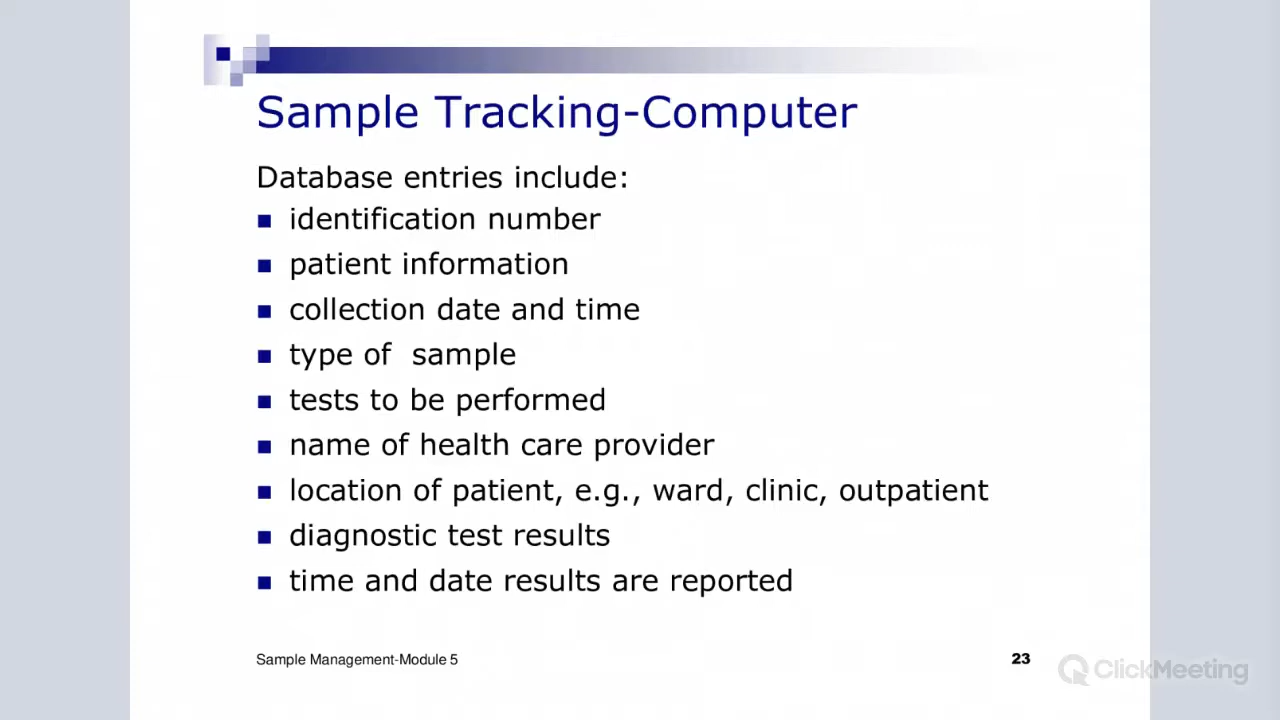 Sample Tracking-Computer
Database entries include:
identification number
patient information
collection date and time
type of  sample
tests to be performed
name of health care provider
location of patient, e.g., ward, clinic, outpatient
diagnostic test results
time and date results are reported
Sample Management-Module 5
23
ClickMeeting